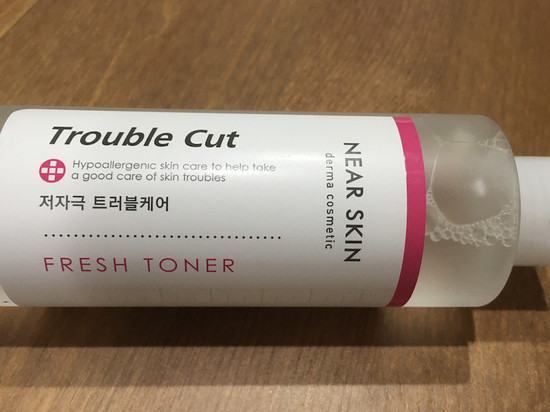 Trouble Cut
Hypoallergenic skin care to help take
a good care of skin troubles
저자극 트러블케어
FRESH TONER
NEAR SKIN
derma cosmetic